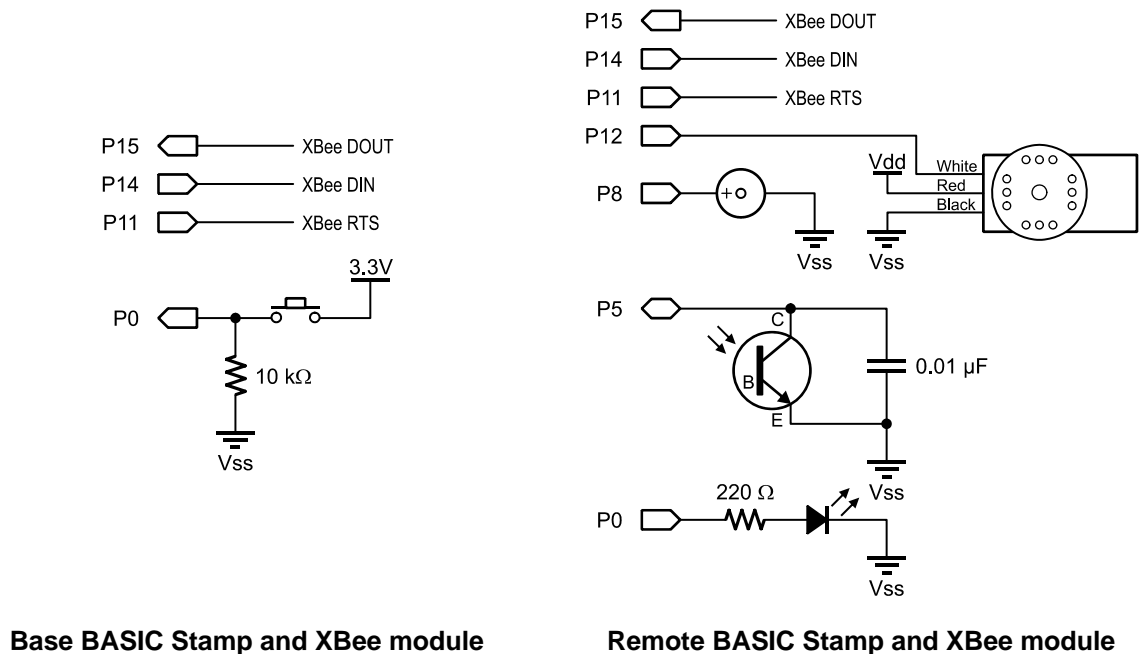 P15 XBee DOUT
P14 XBee DIN
P11 XBee RTS
3.3V
P0
10 kΩ
Vss
Base BASIC Stamp and XBee module
P15 XBee DOUT
P14 XBee DIN
P11 XBee RTS
P12
Vdd White
Red
P8 +
Black
Vss Vss
P5
C
B
0.01 µF
E
Vss
220 Ω
P0
Vss
Remote BASIC Stamp and XBee module